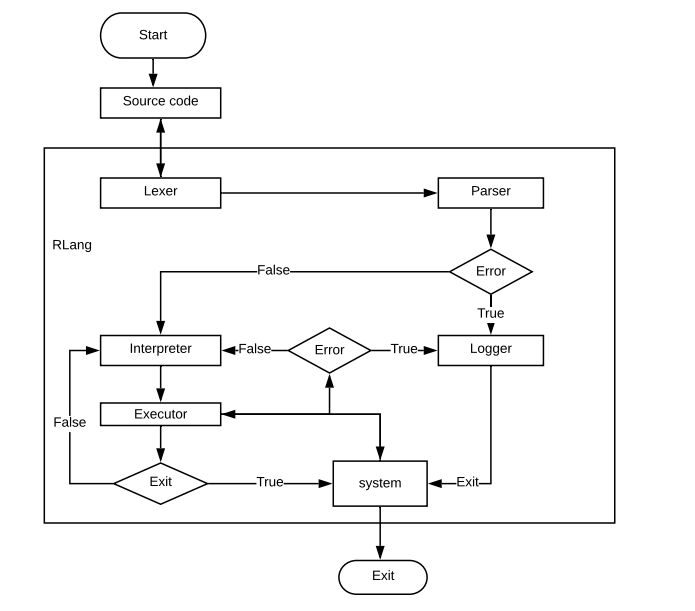 Start
Source code
Lexer
Parser
RLang
False
Error
True
Interpreter
False
Error
True
Logger
Executor
False
Exit
True
system
Exit
Exit